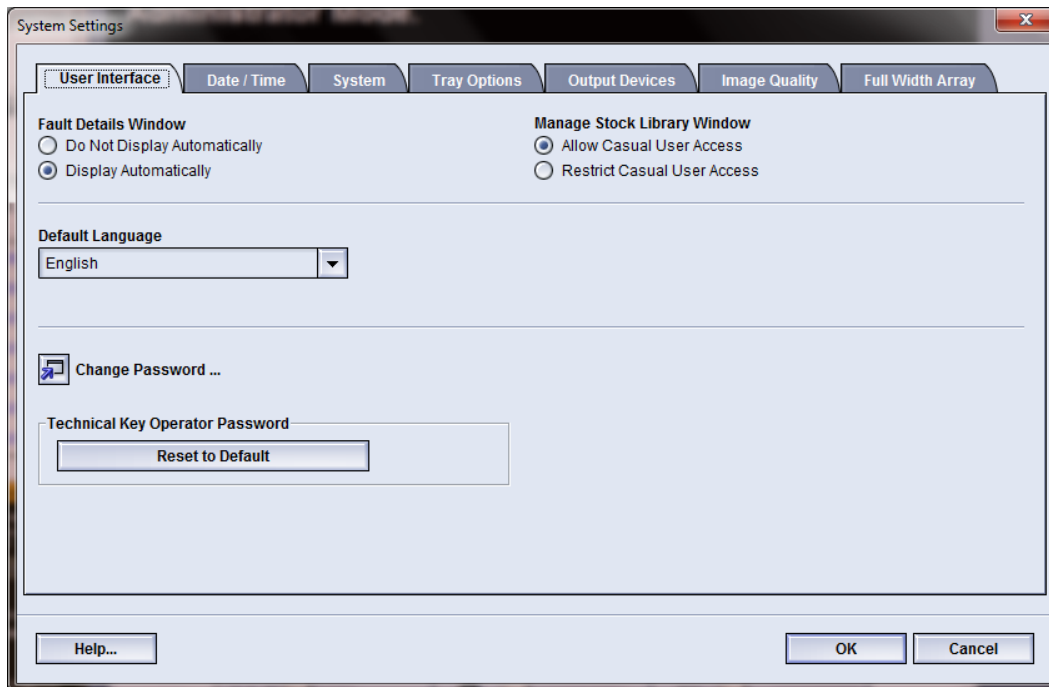 Administrator Mode.
System Settings
User Interface Date / Time System Tray Options Output Devices Image Quality Full Width Array
Fault Details Window
Do Not Display Automatically
Display Automatically
Manage Stock Library Window
Allow Casual User Access
Restrict Casual User Access
Default Language
English
Change Password ...
Technical Key Operator Password
Reset to Default
Help... OK Cancel